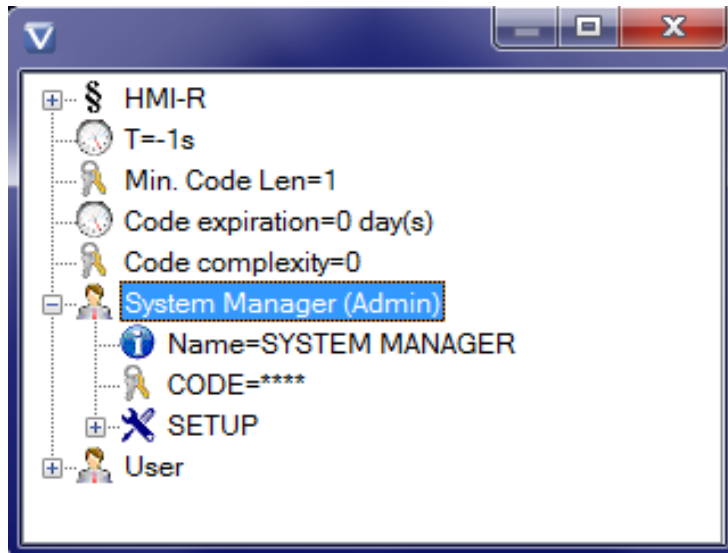 § HMI-R
T=-1s
Min. Code Len=1
Code expiration=0 day(s)
Code complexity=0
System Manager (Admin)
Name=SYSTEM MANAGER
CODE=****
SETUP
User